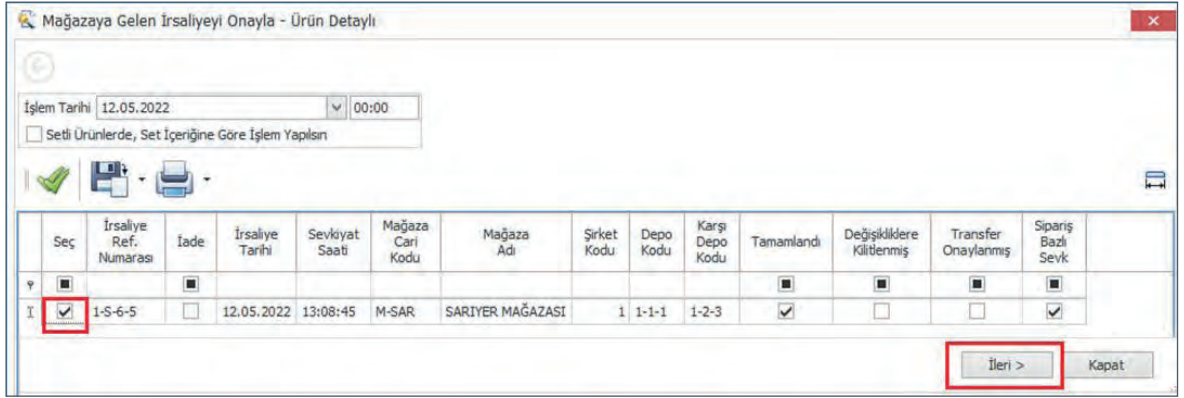 Mağazaya Gelen İrsaliyeyi Onayla - Ürün Detaylı
İşlem Tarihi 12.05.2022 00:00
Setli Ürünlerde, Set İçeriğine Göre İşlem Yapılsın
Seç İrsaliye Ref. Numarası İade İrsaliye Tarihi Sevkiyat Saati Mağaza Cari Kodu Mağaza Adı Şirket Kodu Depo Kodu Karşı Depo Kodu Tamamlandı Değişikliklere Kilitlenmiş Transfer Onaylanmış Sipariş Bazlı Sevk
1-S-6-5 12.05.2022 13:08:45 M-SAR SARIYER MAĞAZASI 1 1-1-1 1-2-3
İleri > Kapat